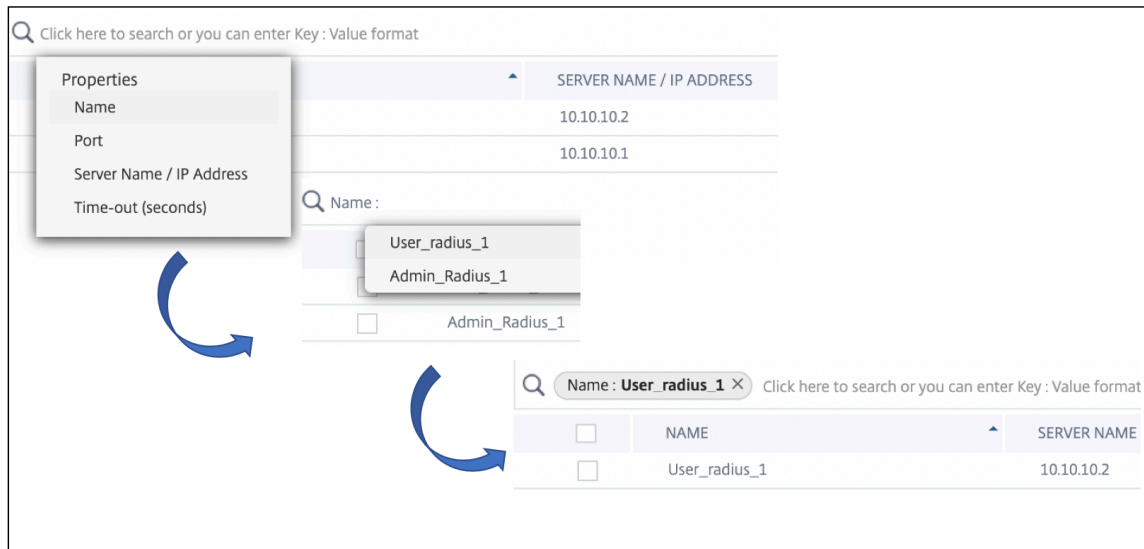 Click here to search or you can enter Key : Value format
Properties
SERVER NAME / IP ADDRESS
Name
10.10.10.2
Port
10.10.10.1
Server Name / IP Address
Time-out (seconds)
Name :
User_radius_1
Admin_Radius_1
Admin_Radius_1
Name : User_radius_1 × Click here to search or you can enter Key : Value format
NAME SERVER NAME
User_radius_1 10.10.10.2